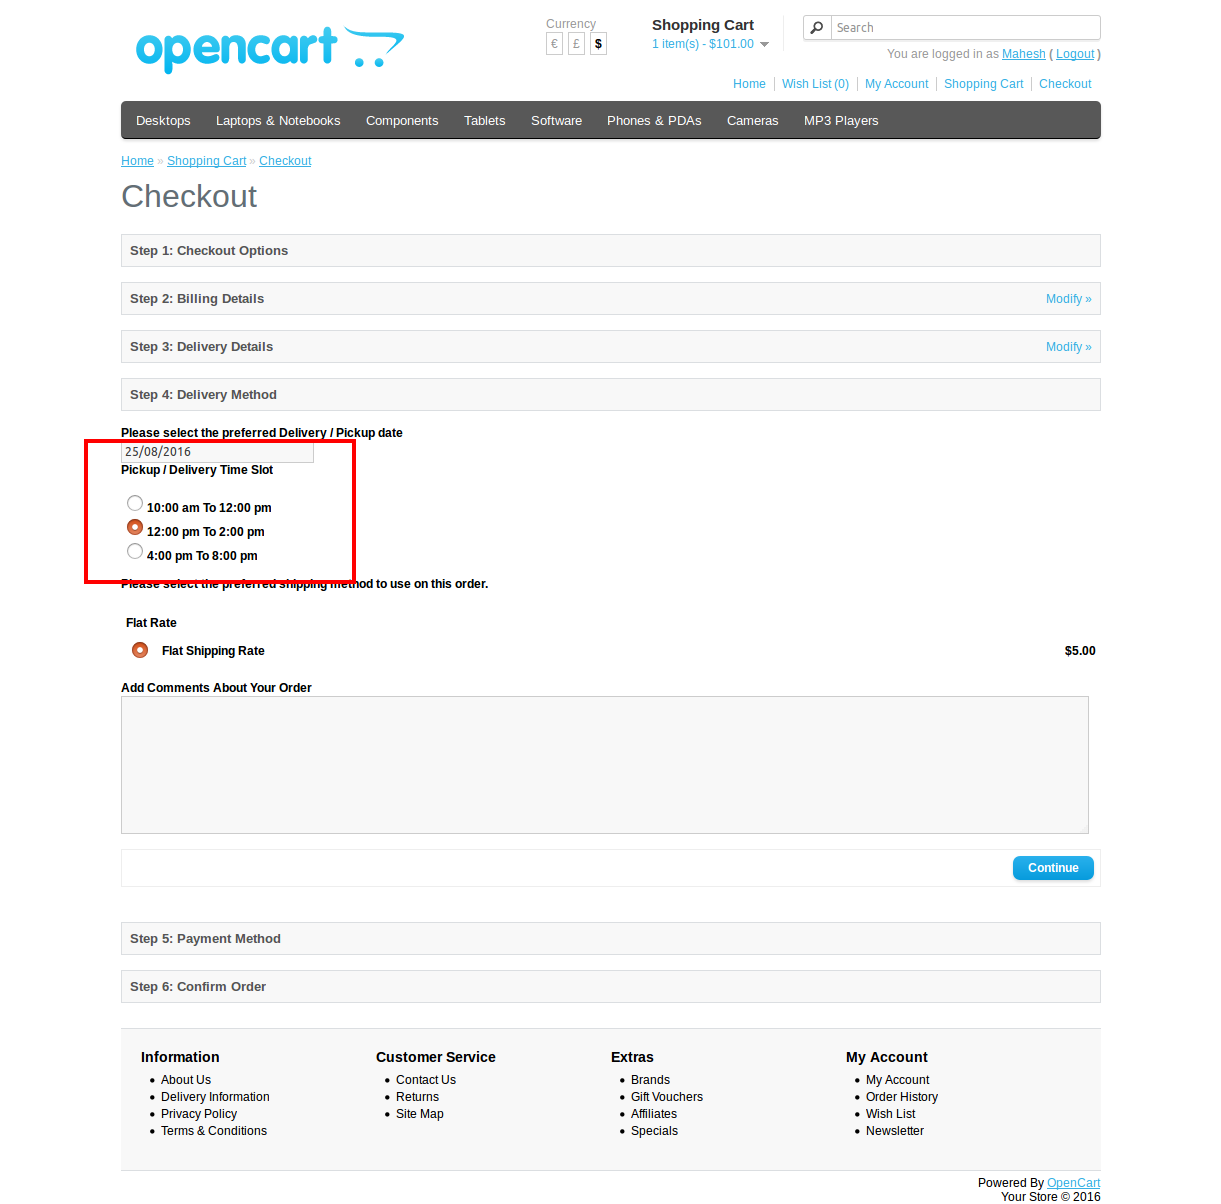 opencart
Currency
€ £ $
Shopping Cart
1 item(s) - $101.00
Search
You are logged in as Mahesh ( Logout )
Home Wish List (0) My Account Shopping Cart Checkout
Desktops Laptops & Notebooks Components Tablets Software Phones & PDAs Cameras MP3 Players
Home » Shopping Cart » Checkout
Checkout
Step 1: Checkout Options
Step 2: Billing Details Modify »
Step 3: Delivery Details Modify »
Step 4: Delivery Method
Please select the preferred Delivery / Pickup date
25/08/2016
Pickup / Delivery Time Slot
10:00 am To 12:00 pm
12:00 pm To 2:00 pm
4:00 pm To 8:00 pm
Please select the preferred shipping method to use on this order.
Flat Rate
Flat Shipping Rate $5.00
Add Comments About Your Order
Continue
Step 5: Payment Method
Step 6: Confirm Order
Information
About Us
Delivery Information
Privacy Policy
Terms & Conditions
Customer Service
Contact Us
Returns
Site Map
Extras
Brands
Gift Vouchers
Affiliates
Specials
My Account
My Account
Order History
Wish List
Newsletter
Powered By OpenCart
Your Store © 2016